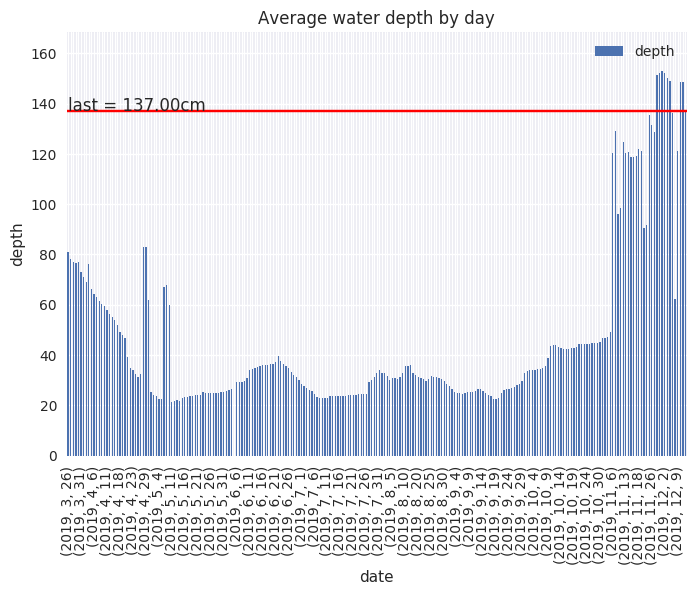 Average water depth by day
depth
last = 137.00cm
160
140
120
100
80
60
40
20
0
depth
(2019, 3, 26)
(2019, 3, 31)
(2019, 4, 6)
(2019, 4, 11)
(2019, 4, 18)
(2019, 4, 23)
(2019, 4, 29)
(2019, 5, 4)
(2019, 5, 11)
(2019, 5, 16)
(2019, 5, 21)
(2019, 5, 26)
(2019, 5, 31)
(2019, 6, 6)
(2019, 6, 11)
(2019, 6, 16)
(2019, 6, 21)
(2019, 6, 26)
(2019, 7, 1)
(2019, 7, 6)
(2019, 7, 11)
(2019, 7, 16)
(2019, 7, 21)
(2019, 7, 26)
(2019, 7, 31)
(2019, 8, 5)
(2019, 8, 10)
(2019, 8, 20)
(2019, 8, 25)
(2019, 8, 30)
(2019, 9, 4)
(2019, 9, 9)
(2019, 9, 14)
(2019, 9, 19)
(2019, 9, 24)
(2019, 9, 29)
(2019, 10, 4)
(2019, 10, 9)
(2019, 10, 14)
(2019, 10, 19)
(2019, 10, 24)
(2019, 10, 30)
(2019, 11, 6)
(2019, 11, 13)
(2019, 11, 18)
(2019, 11, 26)
(2019, 12, 2)
(2019, 12, 9)
date